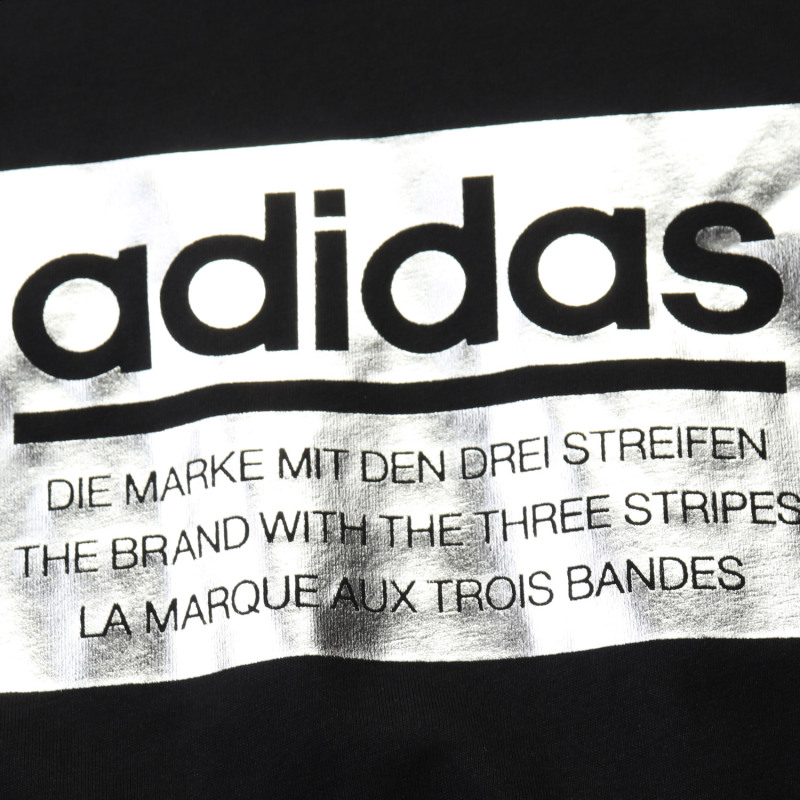 adidas
DIE MARKE MIT DEN DREI STREIFEN
THE BRAND WITH THE THREE STRIPES
LA MARQUE AUX TROIS BANDES